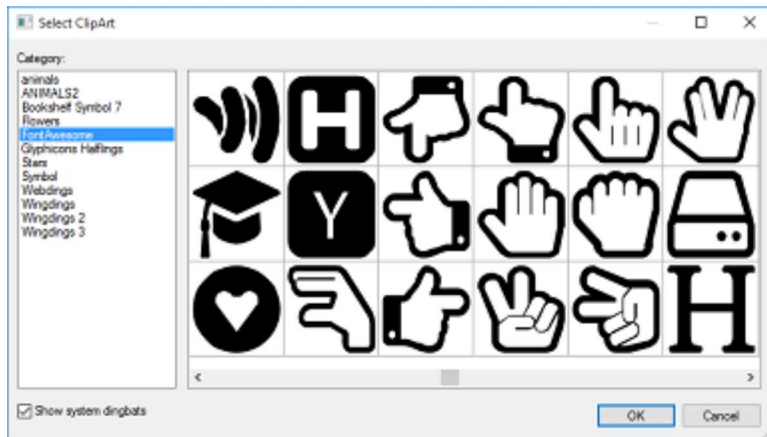 Select ClipArt
Category:
animals
ANIMALS2
Bookshelf Symbol 7
Flowers
FontAwesome
Glyphicons Halflings
Stars
Symbol
Webdings
Wingdings
Wingdings 2
Wingdings 3
H
Y
H
Show system dingbats
OK
Cancel